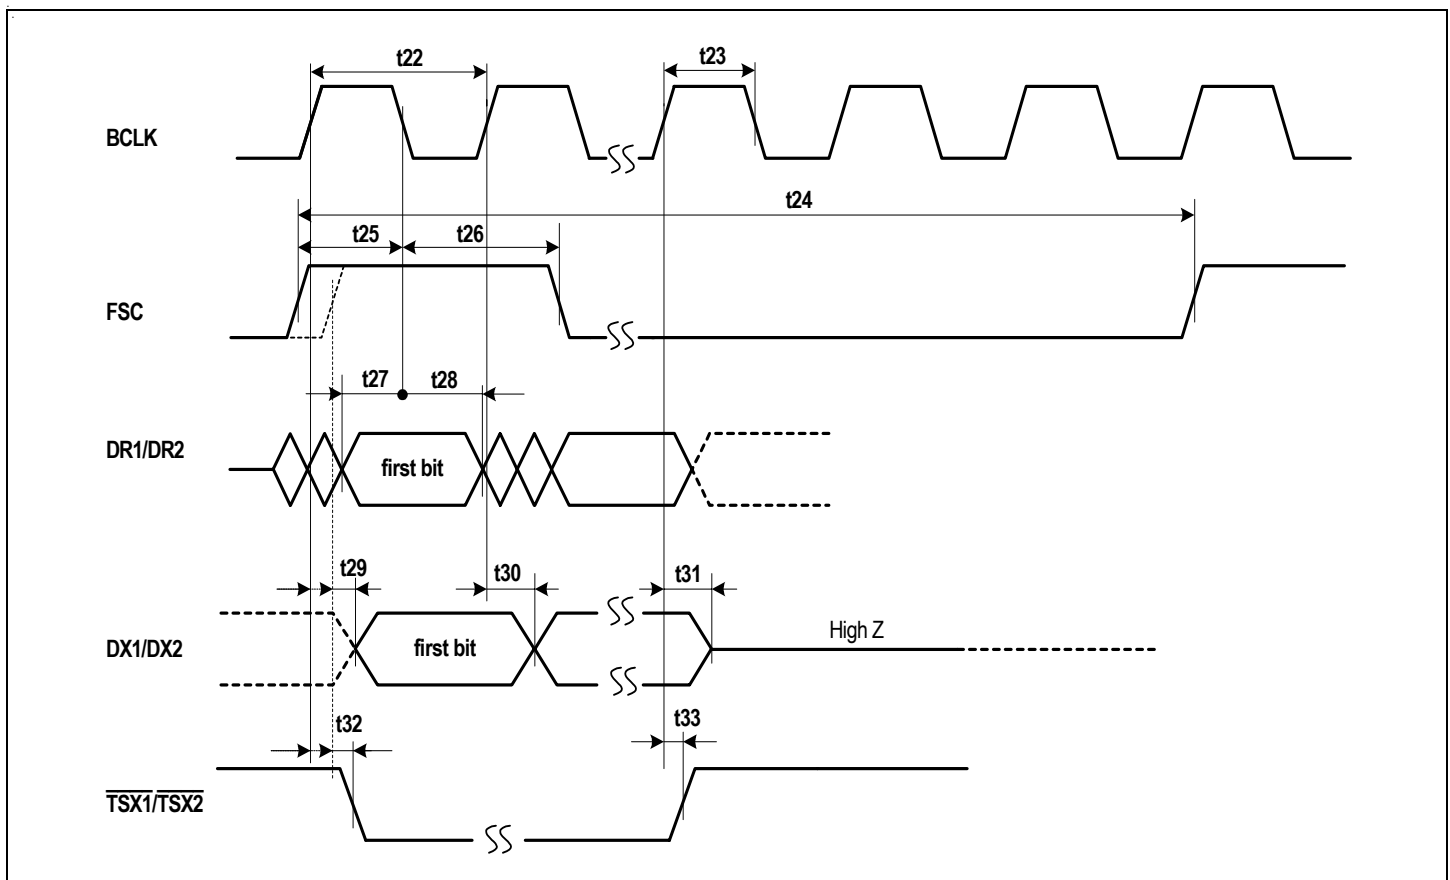 t22
t23
BCLK
t24
t25
t26
FSC
t27
t28
DR1/DR2
first bit
t29
t30
t31
DX1/DX2
first bit
High Z
t32
t33
TSX1/TSX2